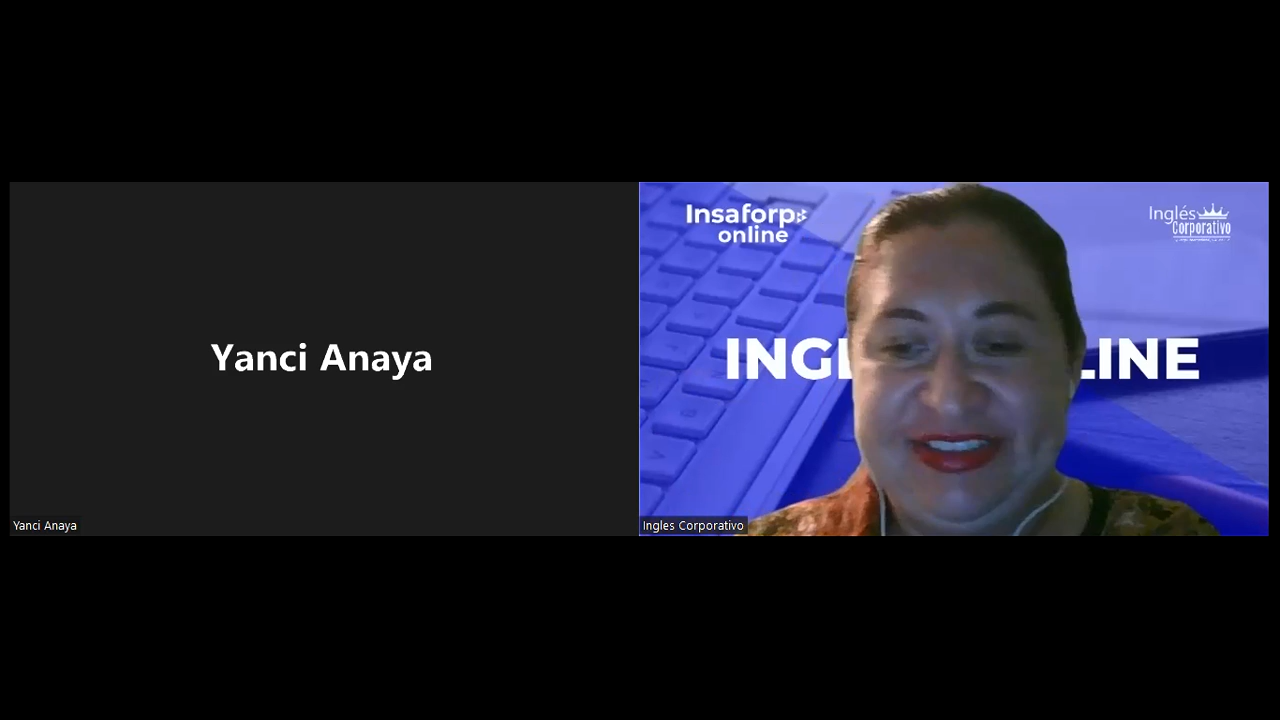 Yanci Anaya
Yanci Anaya
Insaforp
online
Inglés
Corporativo
INGL
LINE
Ingles Corporativo